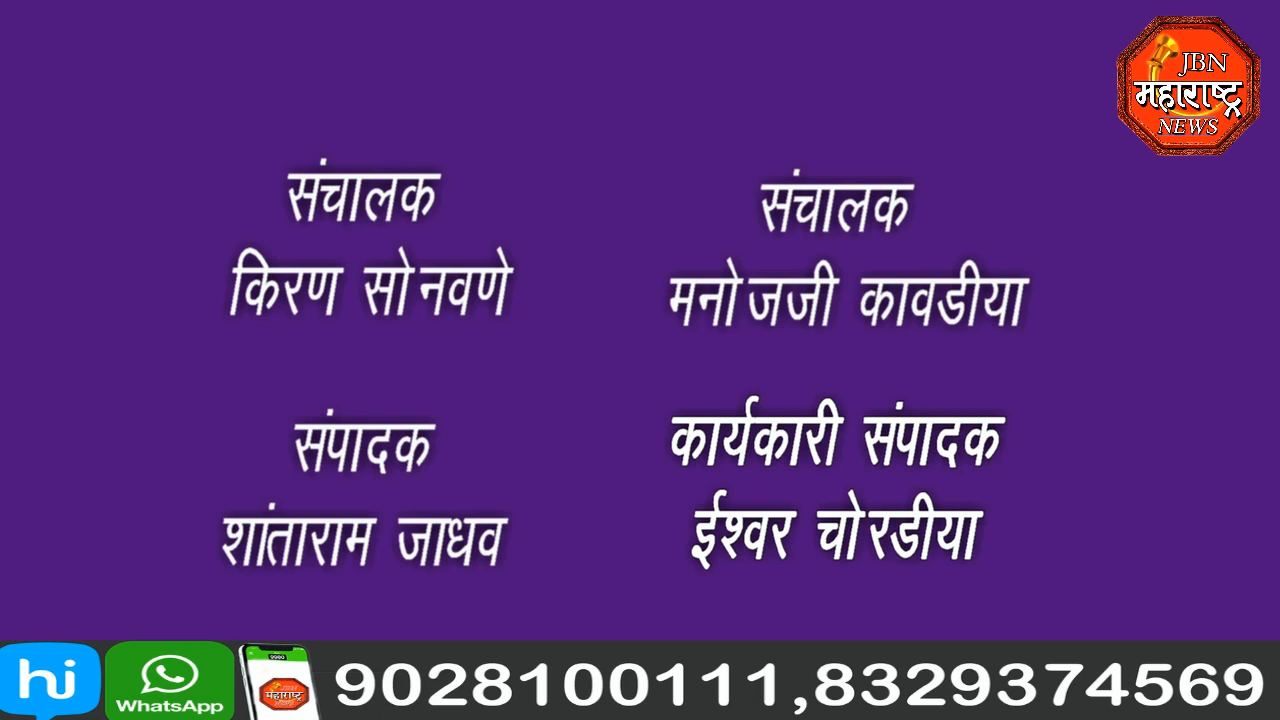 JBN
महाराष्ट्र
NEWS
संचालक
किरण सोनवणे
संचालक
मनोजजी कावडीया
संपादक
शांताराम जाधव
कार्यकारी संपादक
ईश्वर चोरडीया
hi
WhatsApp
महाराष्ट्र
9028100111,8329374569